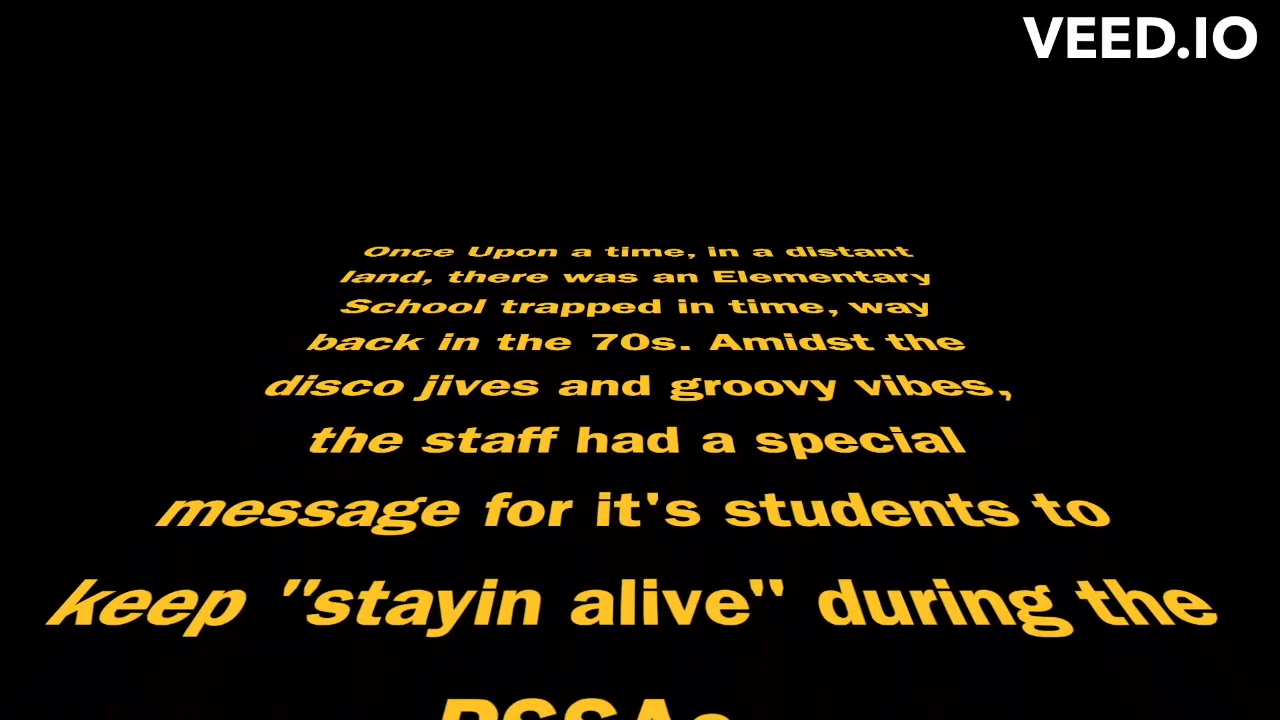 VEED.IO
Once Upon a time, in a distant
land, there was an Elementary
School trapped in time, way
back in the 70s. Amidst the
disco jives and groovy vibes,
the staff had a special
message for it's students to
keep "stayin alive" during the
PSSAs